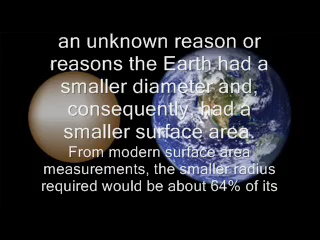 an unknown reason or
reasons the Earth had a
smaller diameter and,
consequently, had a
smaller surface area.
From modern surface area
measurements, the smaller radius
required would be about 64% of its